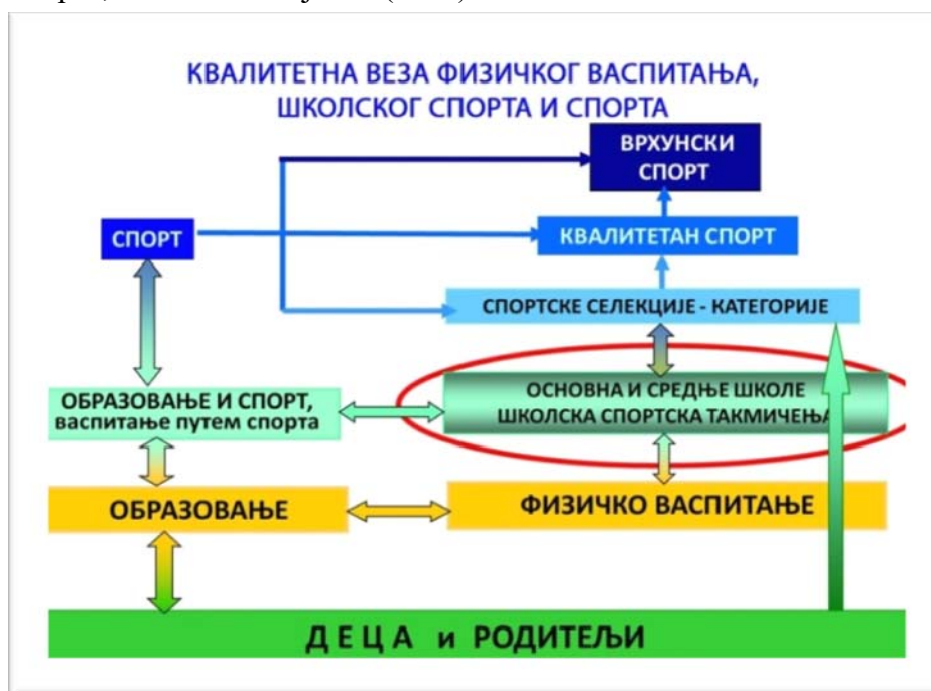 КВАЛИТЕТНА ВЕЗА ФИЗИЧКОГ ВАСПИТАЊА,
ШКОЛСКОГ СПОРТА И СПОРТА
ВРХУНСКИ
СПОРТ
СПОРТ
КВАЛИТЕТАН СПОРТ
СПОРТСКЕ СЕЛЕКЦИЈЕ - КАТЕГОРИЈЕ
ОБРАЗОВАЊЕ И СПОРТ,
васпитање путем спорта
ОСНОВНА И СРЕДЊЕ ШКОЛЕ
ШКОЛСКА СПОРТСКА ТАКМИЧЕЊА
ОБРАЗОВАЊЕ
ФИЗИЧКО ВАСПИТАЊЕ
Д Е Ц А и РОДИТЕЉИ